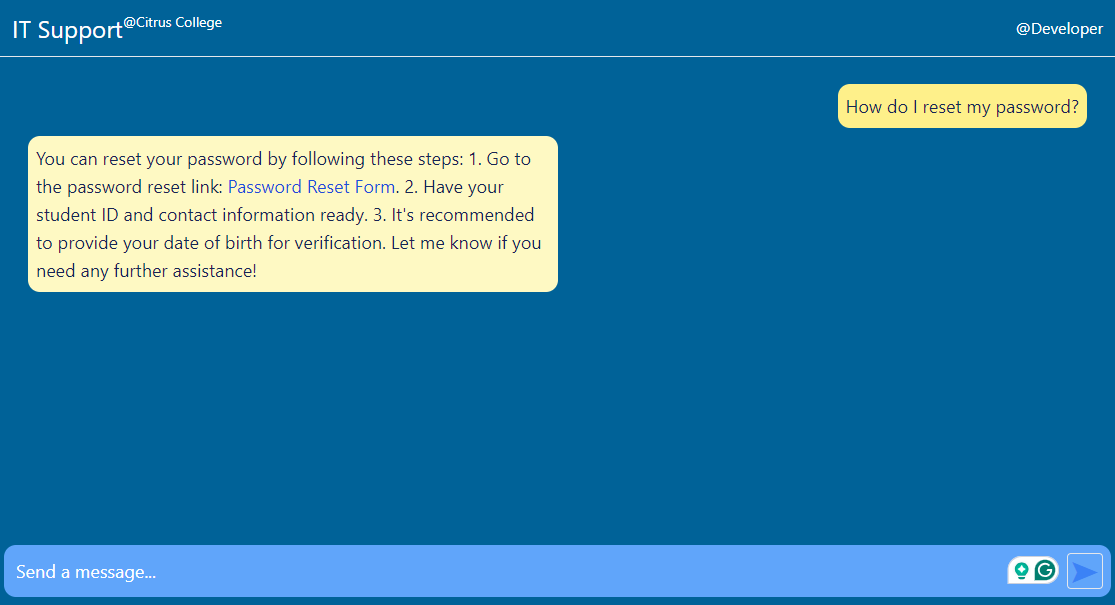 IT Support@Citrus College
@Developer
How do I reset my password?
You can reset your password by following these steps: 1. Go to
the password reset link: Password Reset Form. 2. Have your
student ID and contact information ready. 3. It's recommended
to provide your date of birth for verification. Let me know if you
need any further assistance!
Send a message...